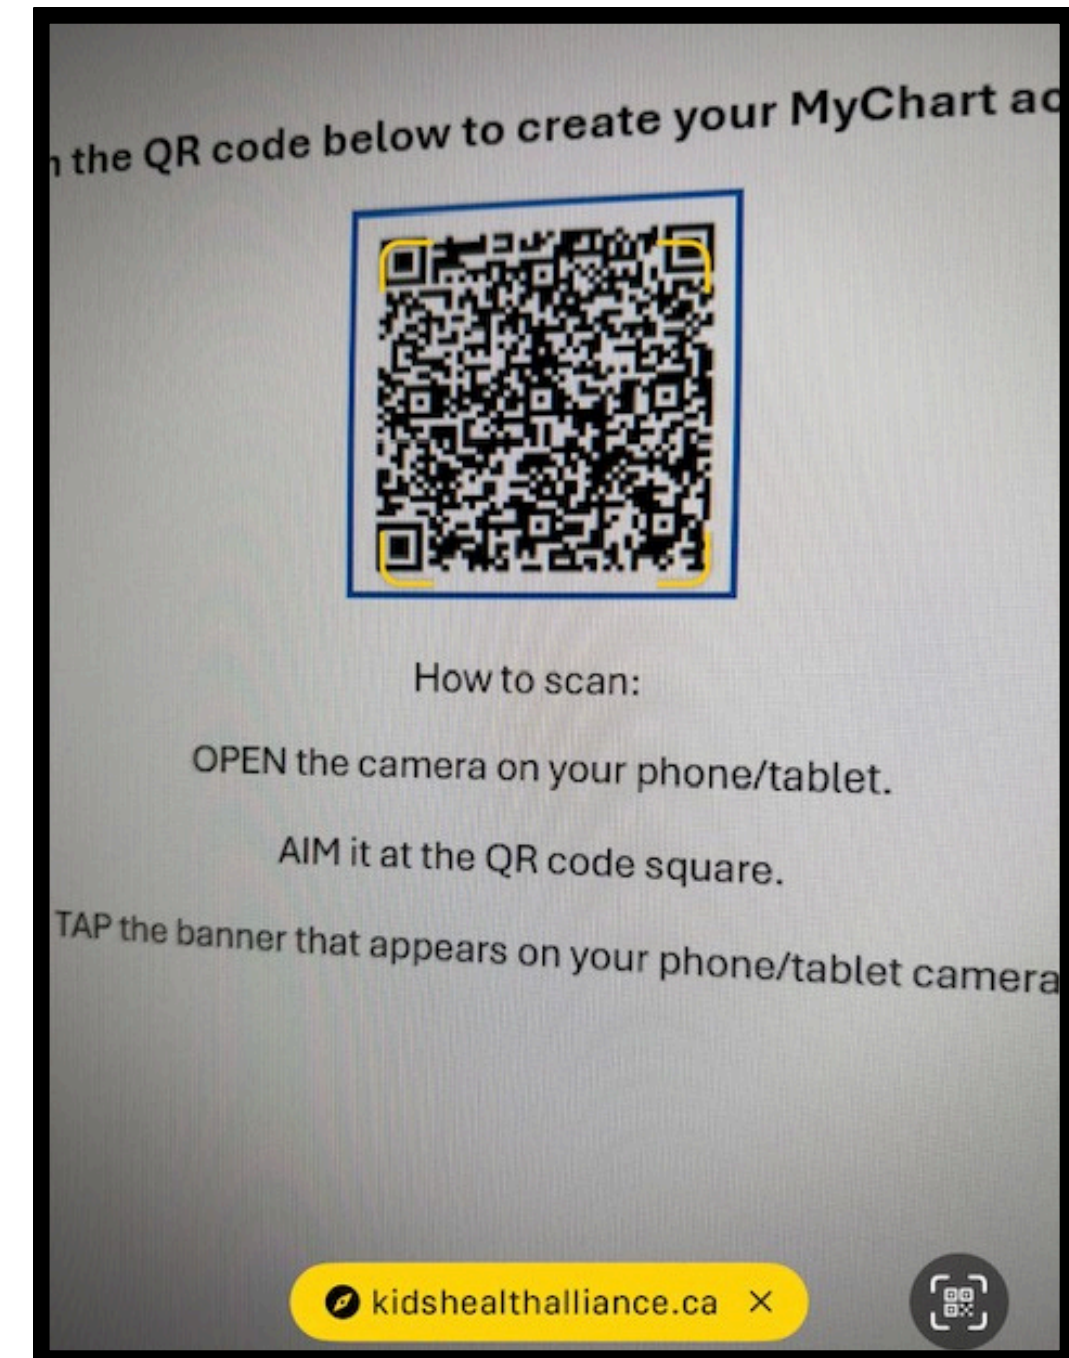 the QR code below to create your MyChart
How to scan:
OPEN the camera on your phone/tablet.
AIM it at the QR code square.
TAP the banner that appears on your phone/tablet camera
kidshealthalliance.ca